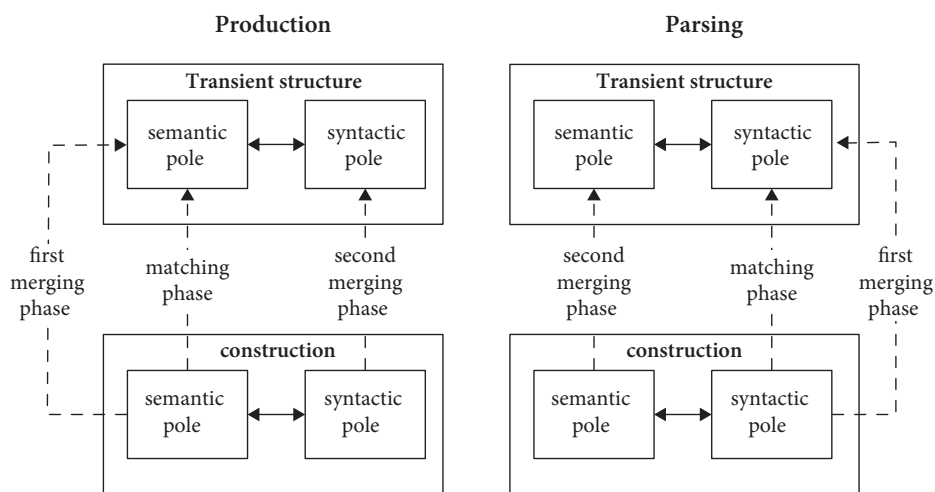 Production
Transient structure
semantic
pole
syntactic
pole
first
merging
phase
matching
phase
second
merging
phase
construction
semantic
pole
syntactic
pole
Parsing
Transient structure
semantic
pole
syntactic
pole
second
merging
phase
matching
phase
first
merging
phase
construction
semantic
pole
syntactic
pole